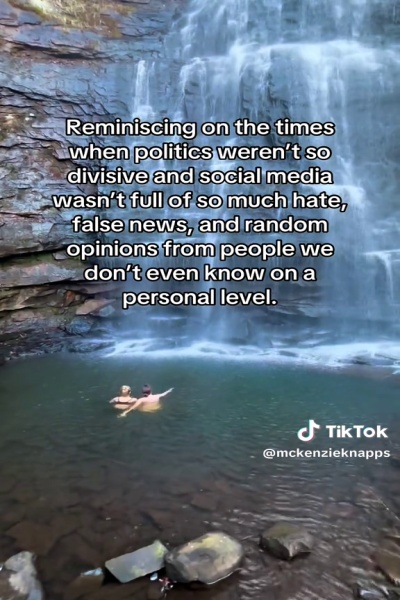 Reminiscing on the times
when politics weren't so
divisive and social media
wasn't full of so much hate,
false news, and random
opinions from people we
don't even know on a
personal level.
TikTok
@mckenzieknapps